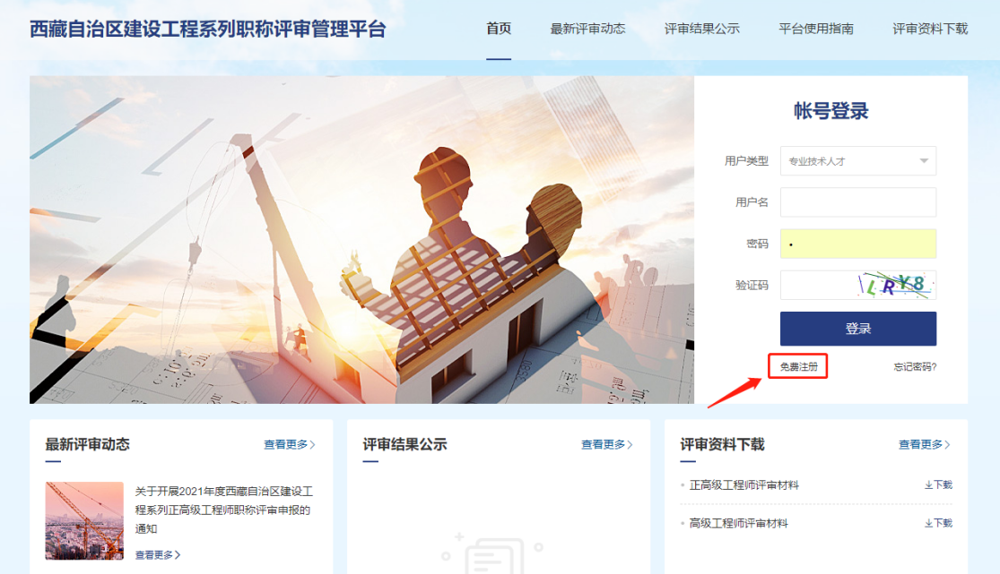 西藏自治区建设工程系列职称评审管理平台
首页
最新评审动态
评审结果公示
平台使用指南
评审资料下载
帐号登录
用户类型
专业技术人才
用户名
密码
验证码
LRY8
登录
免费注册
忘记密码?
最新评审动态
查看更多
关于开展2021年度西藏自治区建设工
程系列正高级工程师职称评审申报的
通知
查看更多
评审结果公示
查看更多
评审资料下载
查看更多
正高级工程师评审材料
下载
高级工程师评审材料
下载